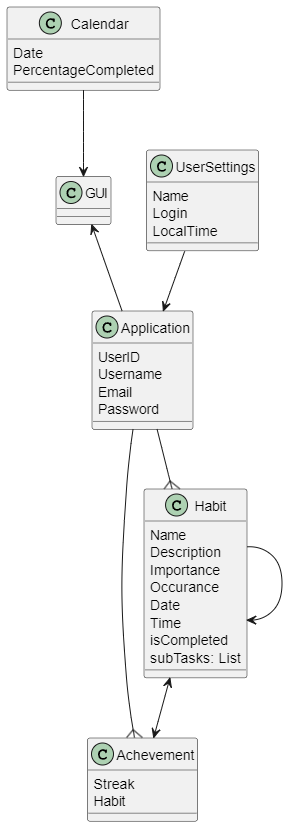 C Calendar
Date
PercentageCompleted
C GUI
C UserSettings
Name
Login
LocalTime
C Application
UserID
Username
Email
Password
C Habit
Name
Description
Importance
Occurance
Date
Time
isCompleted
subTasks: List
C Achevement
Streak
Habit